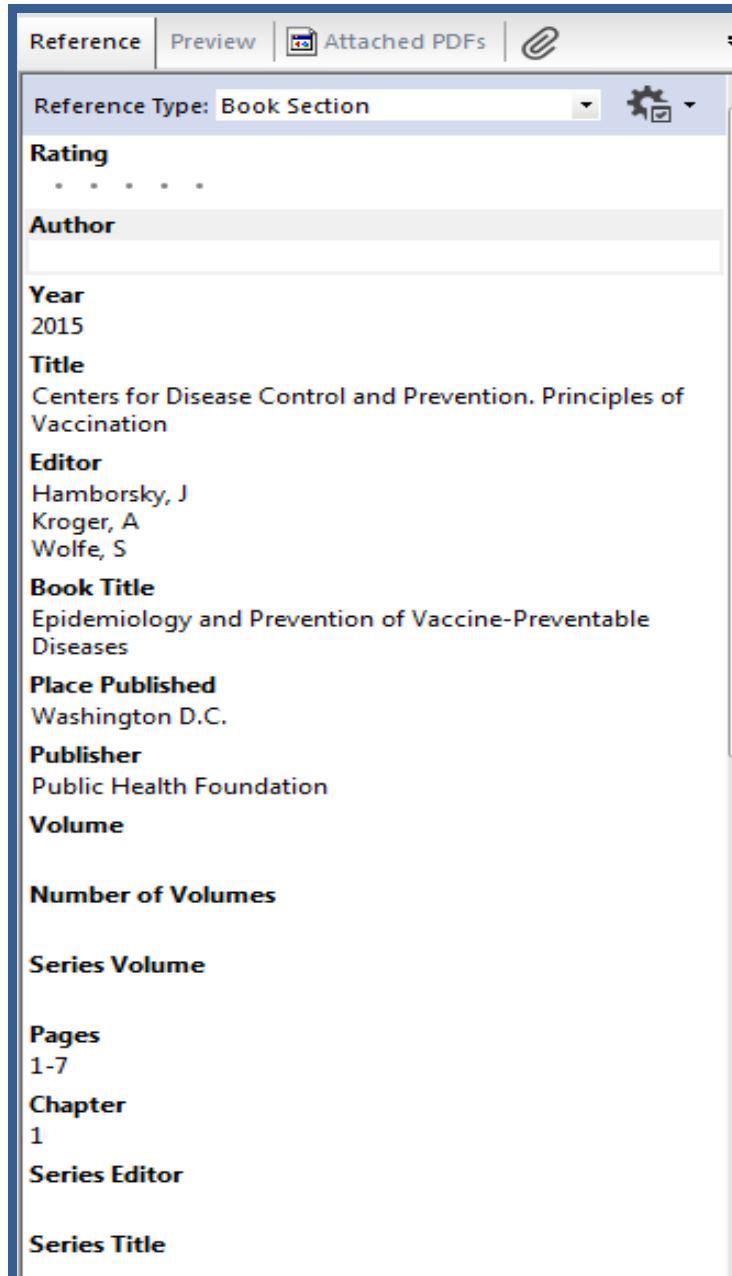 Reference Preview Attached PDFs
Reference Type: Book Section
Rating
Author
Year
2015
Title
Centers for Disease Control and Prevention. Principles of
Vaccination
Editor
Hamborsky, J
Kroger, A
Wolfe, S
Book Title
Epidemiology and Prevention of Vaccine-Preventable
Diseases
Place Published
Washington D.C.
Publisher
Public Health Foundation
Volume
Number of Volumes
Series Volume
Pages
1-7
Chapter
1
Series Editor
Series Title